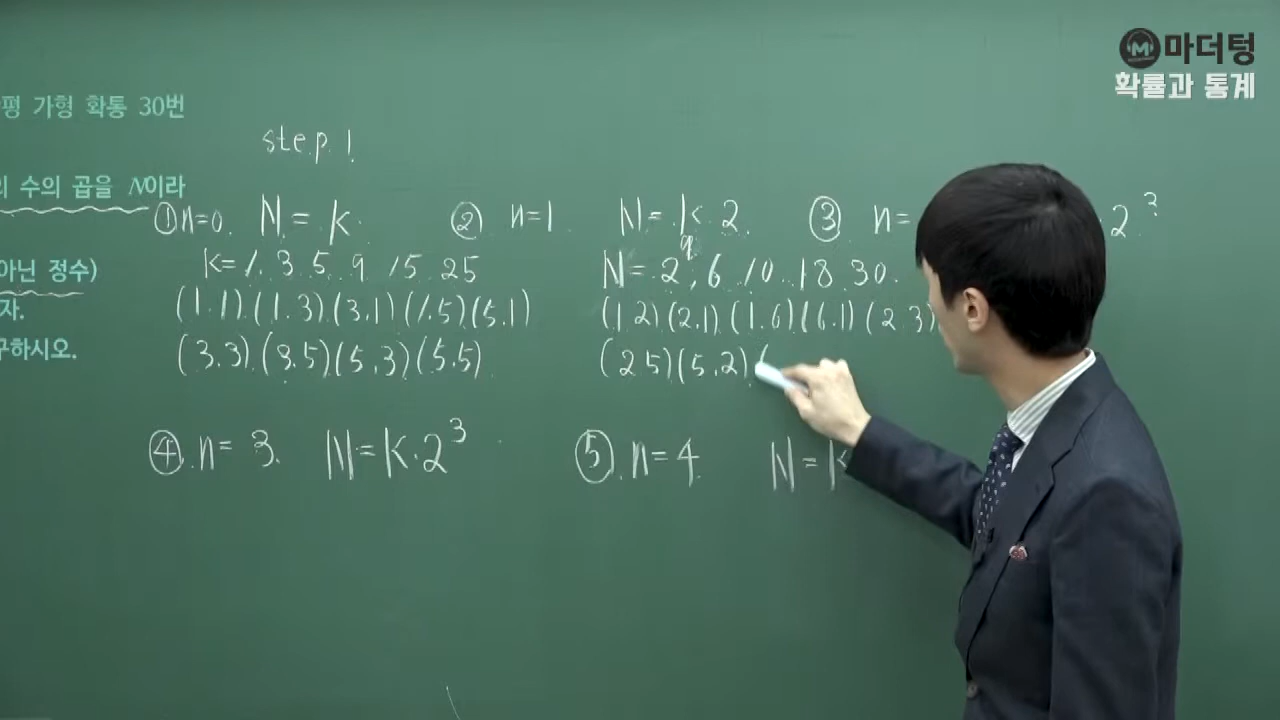 마더텅
확률과 통계
평 가형 확통 30번
step 1
의 수의 곱을 N이라
① n=0. N = k.
② n=1 N = k.2
③ n= .2²
아닌 정수)
k= 1. 3. 5. 9. 15. 25
N = 2, 6. 10. 18. 30.
자.
(1.1)(1.3)(3.1)(1.5)(5.1)
(1 2)(2.1)(1.6)(6.1)(2 3)
구하시오.
(3.3)(3.5)(5.3)(5.5)
(2 5)(5.2)(
④ n= 3. N=k.2³
⑤ n=4. N=k